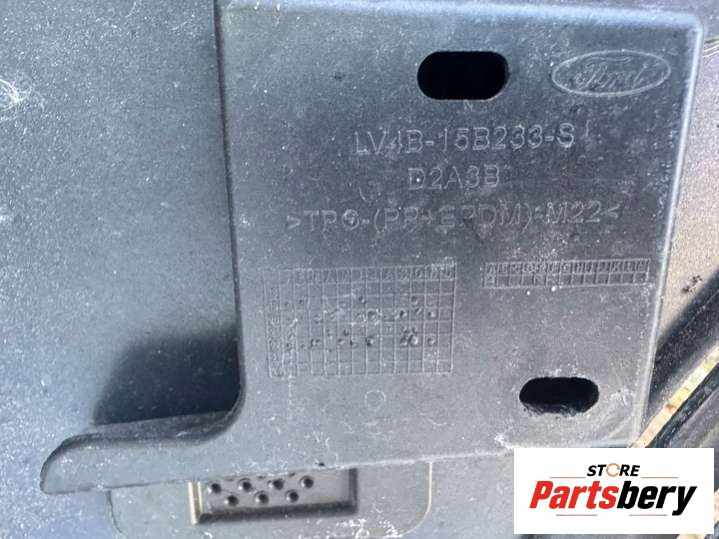 Ford
LV4B-15B233-S
D2A3B
>TPO-(PP+EPDM)-M22<
STORE
Partsbery